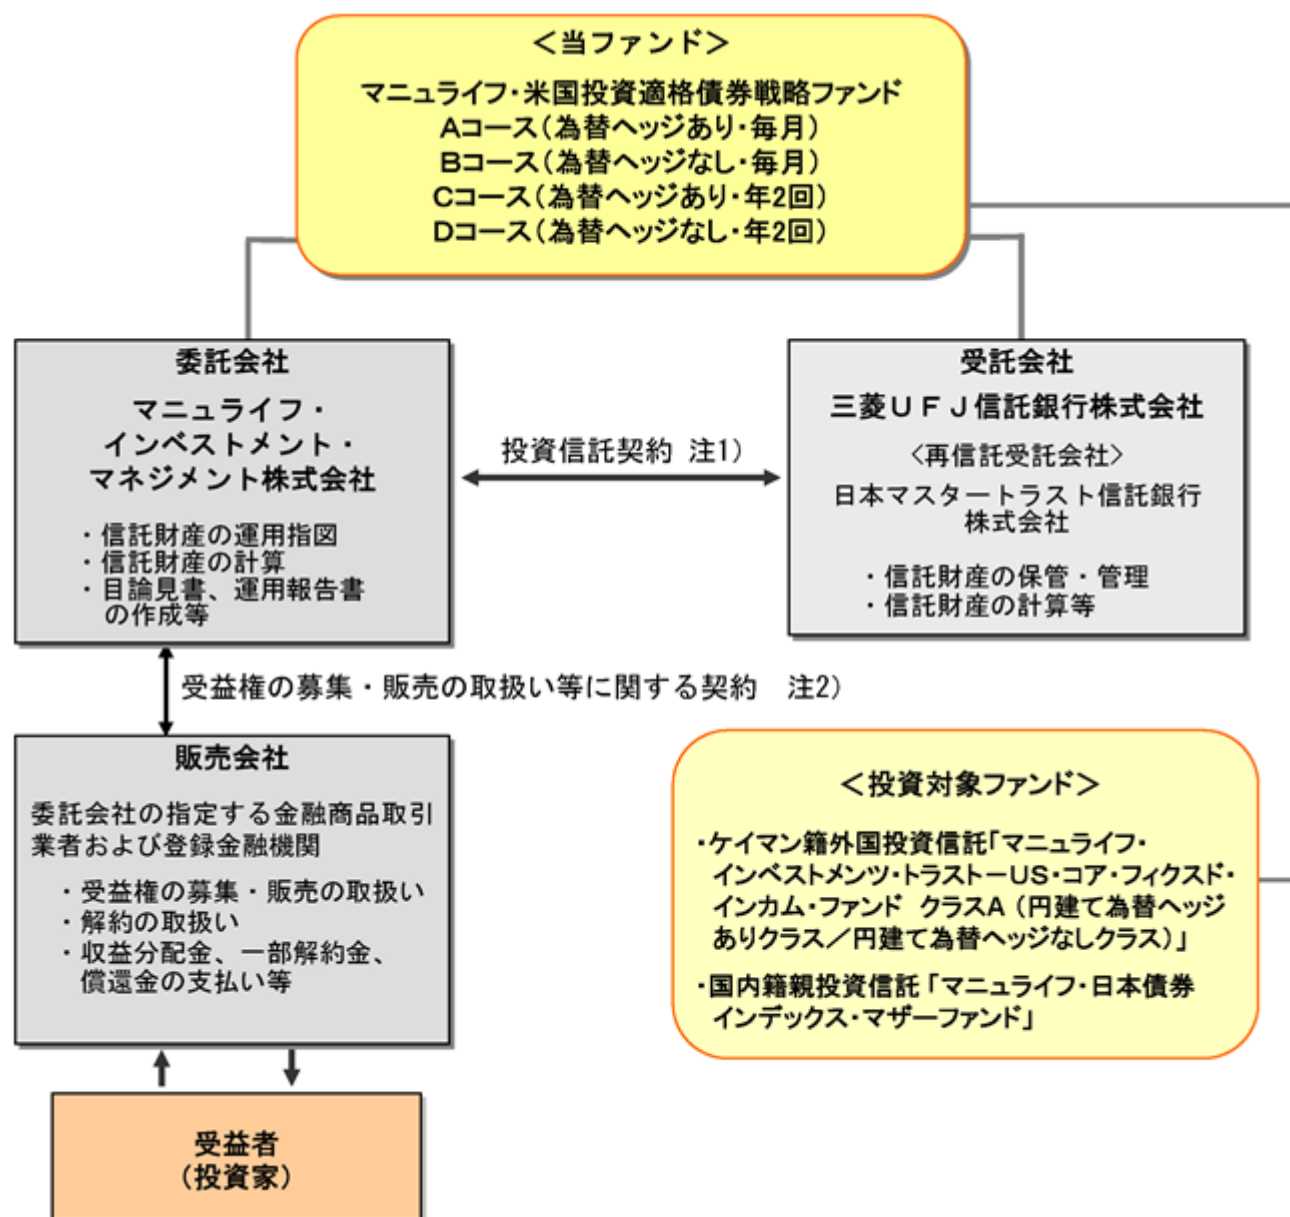 ＜当ファンド＞
マニュライフ・米国投資適格債券戦略ファンド
Aコース（為替ヘッジあり・毎月）
Bコース（為替ヘッジなし・毎月）
Cコース（為替ヘッジあり・年2回）
Dコース（為替ヘッジなし・年2回）
委託会社
マニュライフ・
インベストメント・
マネジメント株式会社
・信託財産の運用指図
・信託財産の計算
・目論見書、運用報告書
の作成等
投資信託契約 注1）
受託会社
三菱ＵＦＪ信託銀行株式会社
〈再信託受託会社〉
日本マスタートラスト信託銀行
株式会社
・信託財産の保管・管理
・信託財産の計算等
受益権の募集・販売の取扱い等に関する契約　注2）
販売会社
委託会社の指定する金融商品取引
業者および登録金融機関
・受益権の募集・販売の取扱い
・解約の取扱い
・収益分配金、一部解約金、
償還金の支払い等
＜投資対象ファンド＞
・ケイマン籍外国投資信託「マニュライフ・
インベストメンツ・トラストーUS・コア・フィクスド・
インカム・ファンド　クラスA （円建て為替ヘッジ
ありクラス／円建て為替ヘッジなしクラス）」
・国内籍親投資信託「マニュライフ・日本債券
インデックス・マザーファンド」
受益者
（投資家）